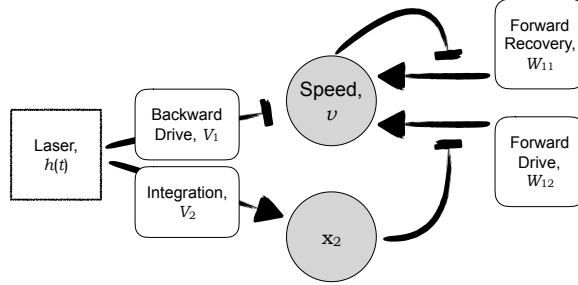 Laser,
h(t)
Backward
Drive, V₁
Integration,
V₂
Speed,
v
x₂
Forward
Recovery,
W₁₁
Forward
Drive,
W₁₂